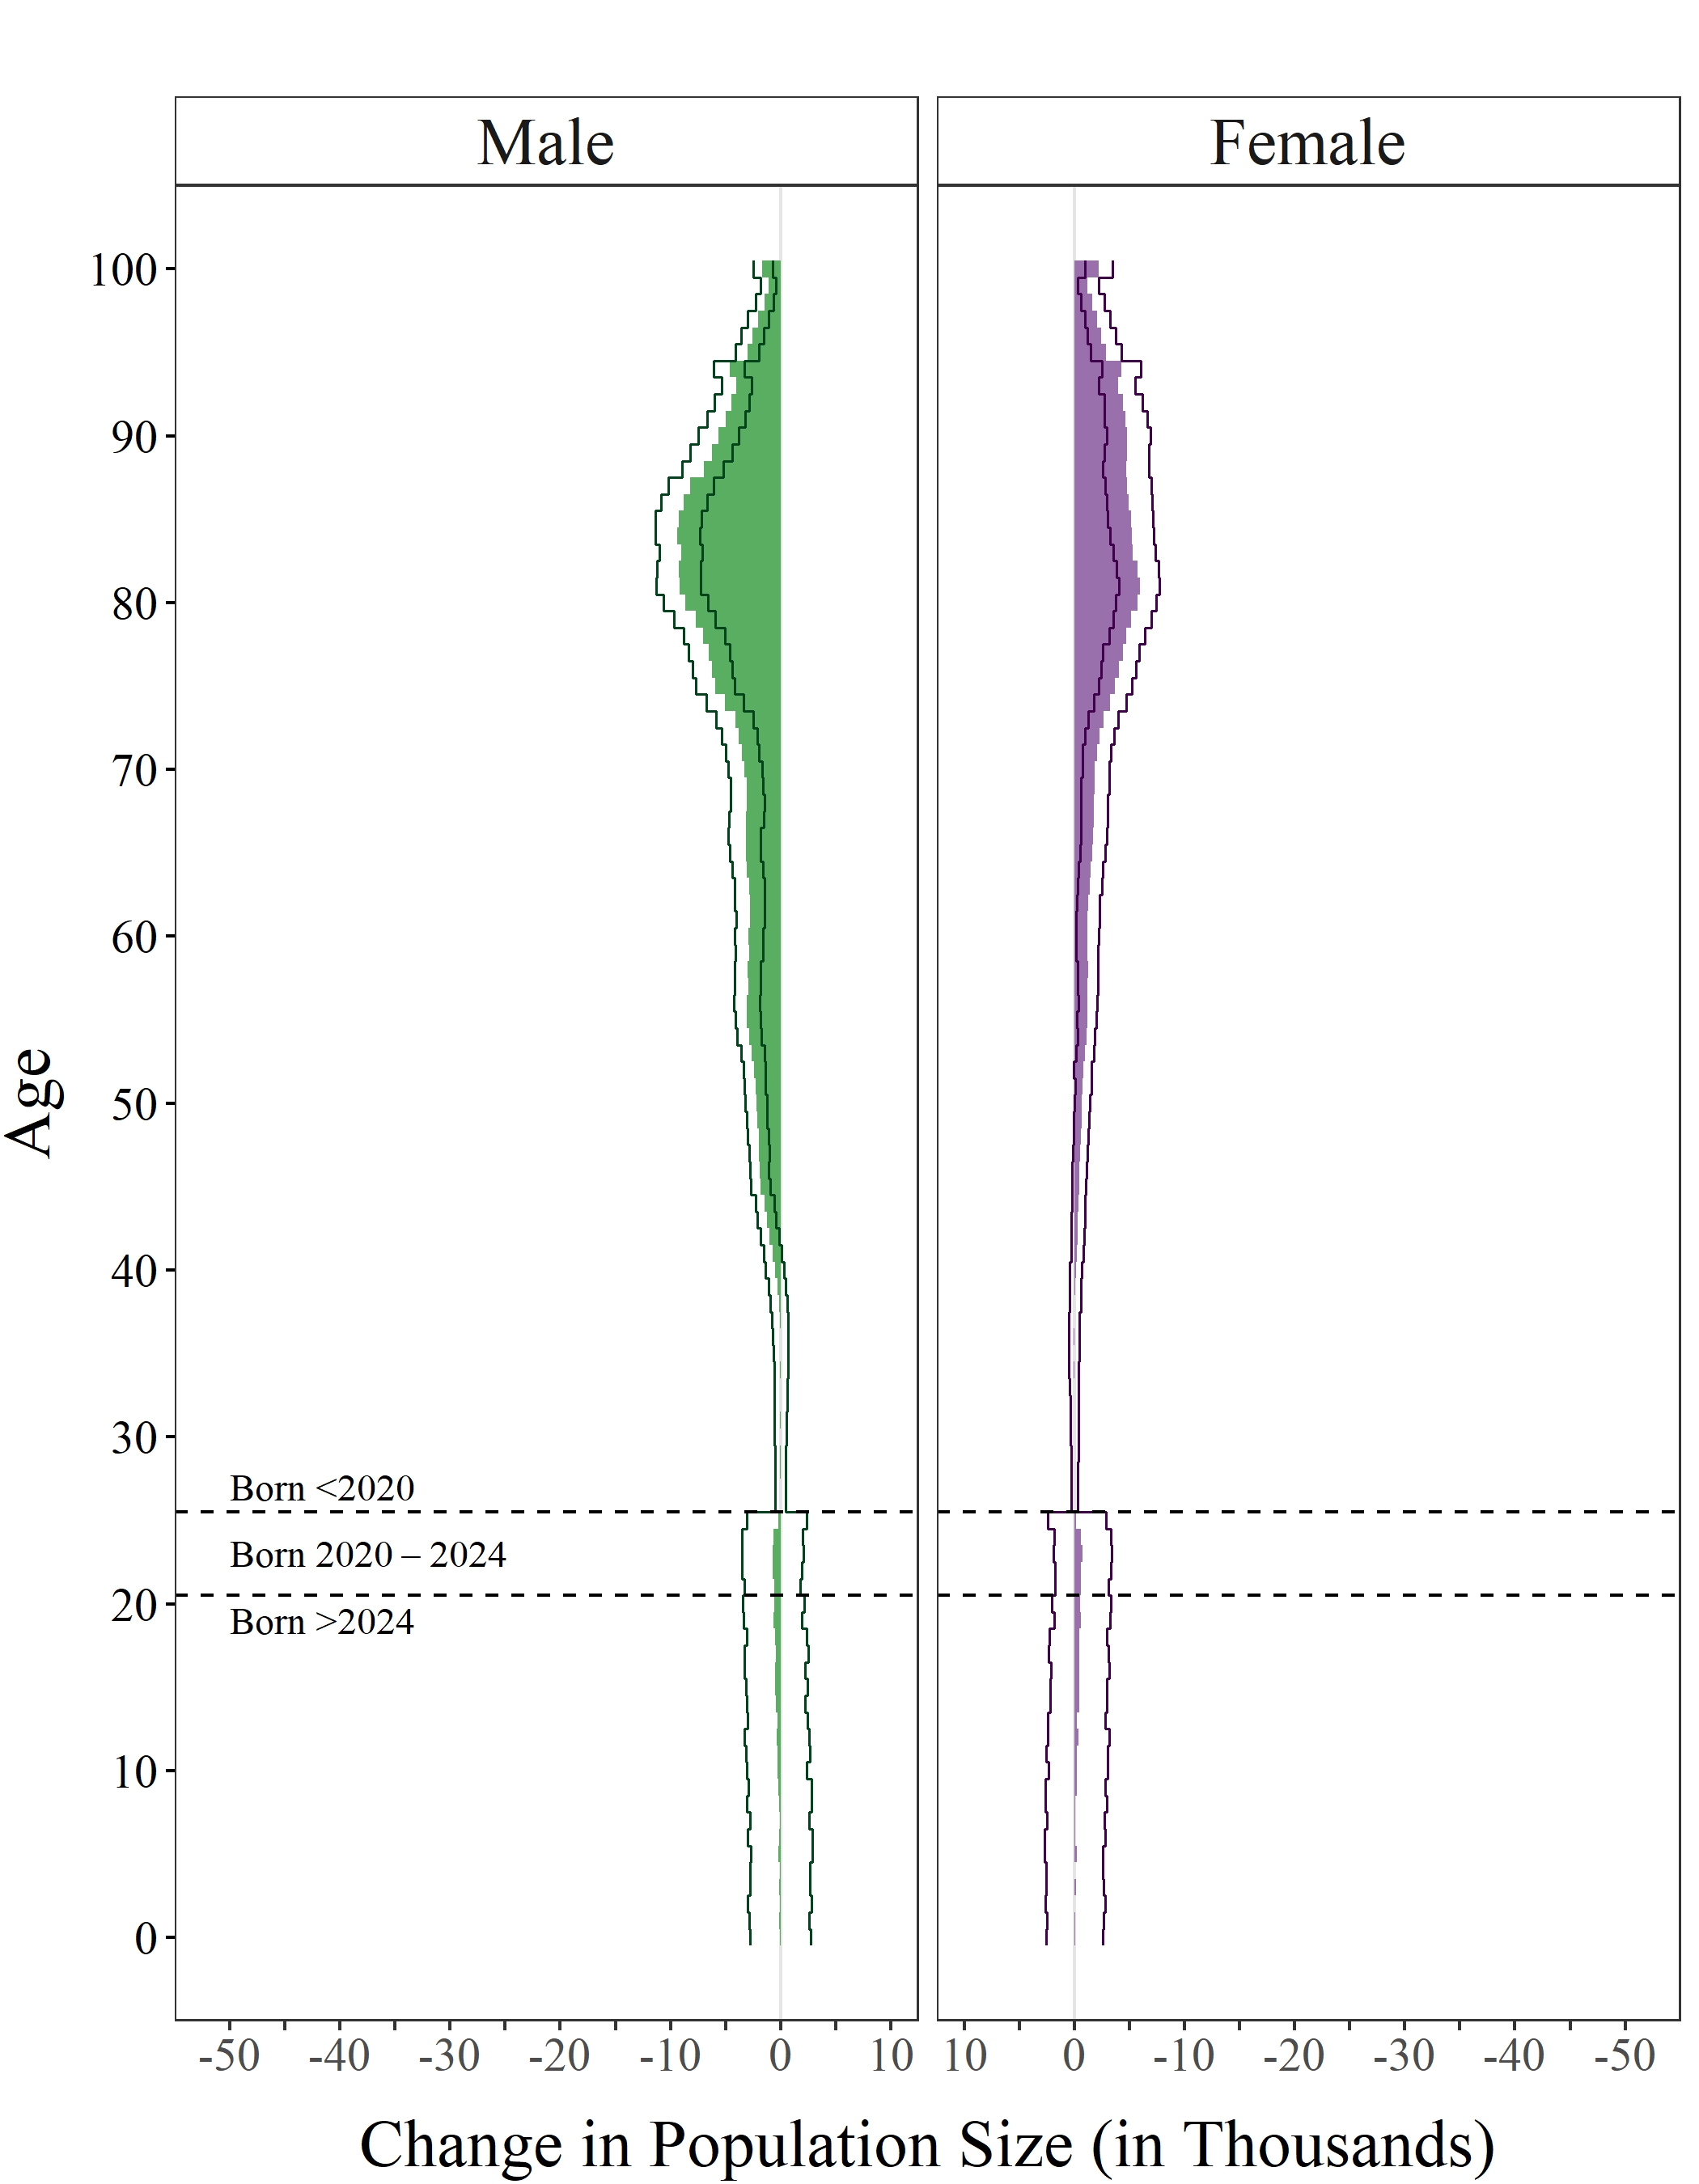 Male Female
100
90
80
70
60
50
40
30
20
10
0
Age
Born <2020
Born 2020 – 2024
Born >2024
-50 -40 -30 -20 -10 0 10 10 0 -10 -20 -30 -40 -50
Change in Population Size (in Thousands)